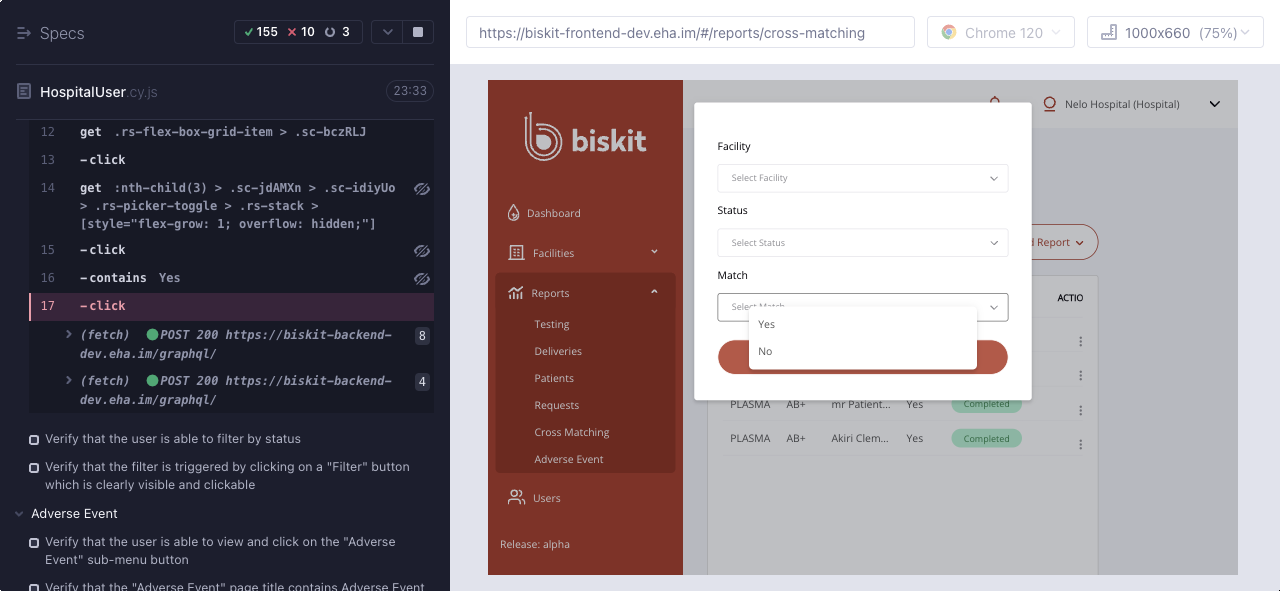 Specs
155 10 3
HospitalUser.cy.js
23:33
12 get .rs-flex-box-grid-item > .sc-bczRLJ
13 -click
14 get :nth-child(3) > .sc-jdAMXn > .sc-idiyUo
> .rs-picker-toggle > .rs-stack >
[style="flex-grow: 1; overflow: hidden;"]
15 -click
16 -contains Yes
17 -click
(fetch) POST 200 https://biskit-backend-
dev.eha.im/graphql/
8
(fetch) POST 200 https://biskit-backend-
dev.eha.im/graphql/
4
Verify that the user is able to filter by status
Verify that the filter is triggered by clicking on a "Filter" button
which is clearly visible and clickable
Adverse Event
Verify that the user is able to view and click on the "Adverse
Event" sub-menu button
Verify that the "Adverse Event" page title contains Adverse Event
https://biskit-frontend-dev.eha.im/#/reports/cross-matching
Chrome 120
1000x660 (75%)
biskit
Dashboard
Facilities
Reports
Testing
Deliveries
Patients
Requests
Cross Matching
Adverse Event
Users
Release: alpha
Nelo Hospital (Hospital)
Facility
Select Facility
Status
Select Status
Match
Select Match
Yes
No
Report
ACTIO
PLASMA AB+ mr Patient... Yes Completed
PLASMA AB+ Akiri Clem... Yes Completed